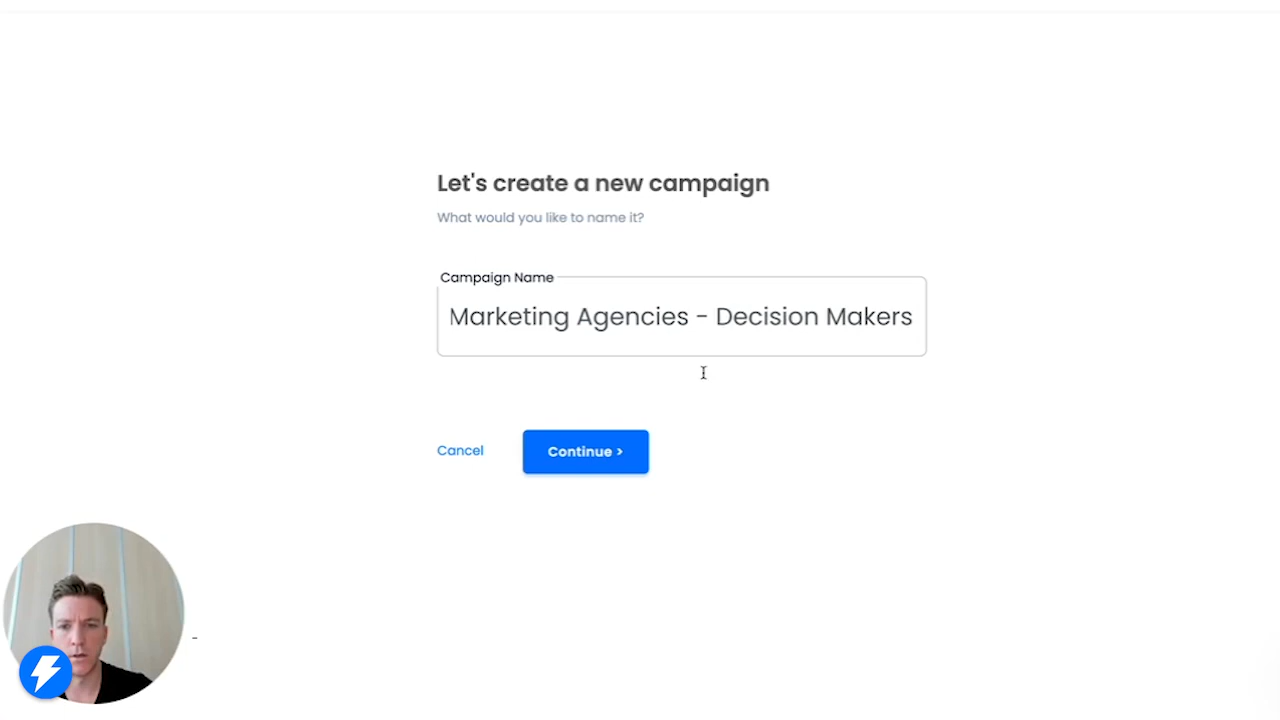 Let's create a new campaign
What would you like to name it?
Campaign Name
Marketing Agencies - Decision Makers
Cancel
Continue >